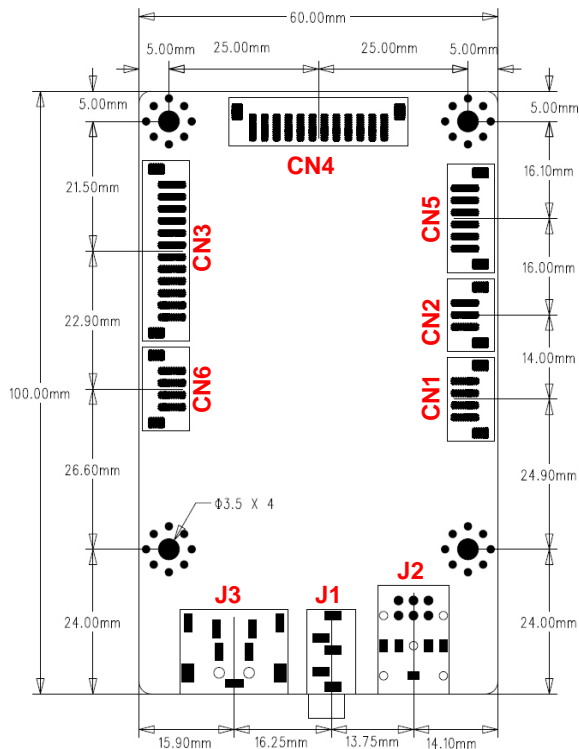 60.00mm
5.00mm
25.00mm
25.00mm
5.00mm
5.00mm
5.00mm
CN4
21.50mm
16.10mm
CN3
CN5
22.90mm
16.00mm
CN2
14.00mm
100.00mm
CN6
CN1
26.60mm
24.90mm
Φ3.5 X 4
24.00mm
24.00mm
J3
J1
J2
15.90mm
16.25mm
13.75mm
14.10mm